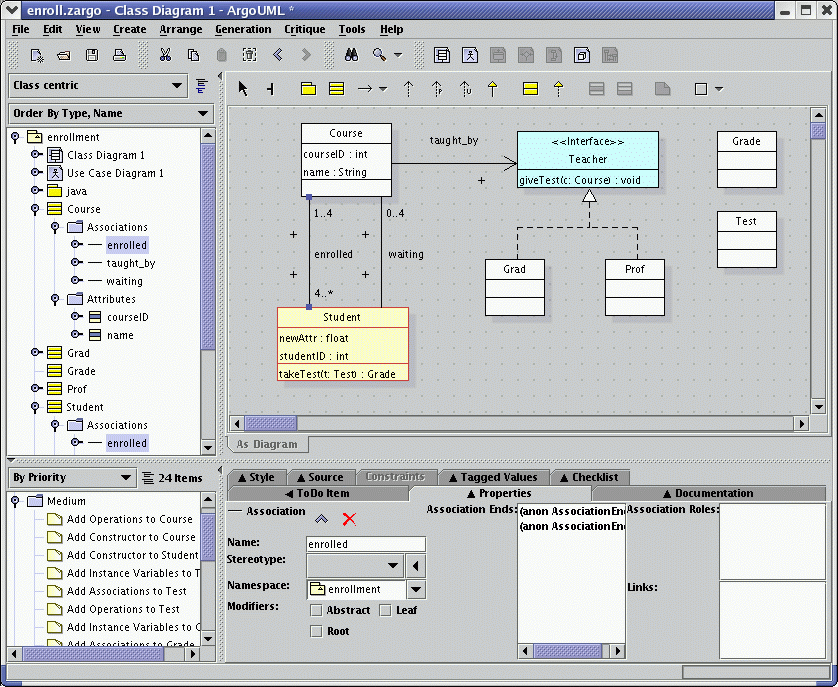 enroll.zargo - Class Diagram 1 - ArgoUML *
File Edit View Create Arrange Generation Critique Tools Help
Class centric
Order By Type, Name
enrollment
Class Diagram 1
Use Case Diagram 1
java
Course
Associations
enrolled
taught_by
waiting
Attributes
courseID
name
Grad
Grade
Prof
Student
Associations
enrolled
Course
courseID : int
name : String
taught_by
+
<<Interface>>
Teacher
giveTest(c: Course) : void
Grade
Test
1..4
0..4
+
+
enrolled
waiting
+
+
4..*
Grad
Prof
Student
newAttr : float
studentID : int
takeTest(t: Test) : Grade
As Diagram
By Priority
24 Items
Medium
Add Operations to Course
Add Constructor to Course
Add Constructor to Student
Add Instance Variables to T
Add Associations to Test
Add Operations to Test
Add Instance Variables to G
Add Associations to Grade
Style Source Constraints Tagged Values Checklist
ToDo Item Properties Documentation
Association
Name:
enrolled
Stereotype:
Namespace:
enrollment
Modifiers:
Abstract
Leaf
Root
Association Ends:
(anon AssociationEn
(anon AssociationEn
Association Roles:
Links: